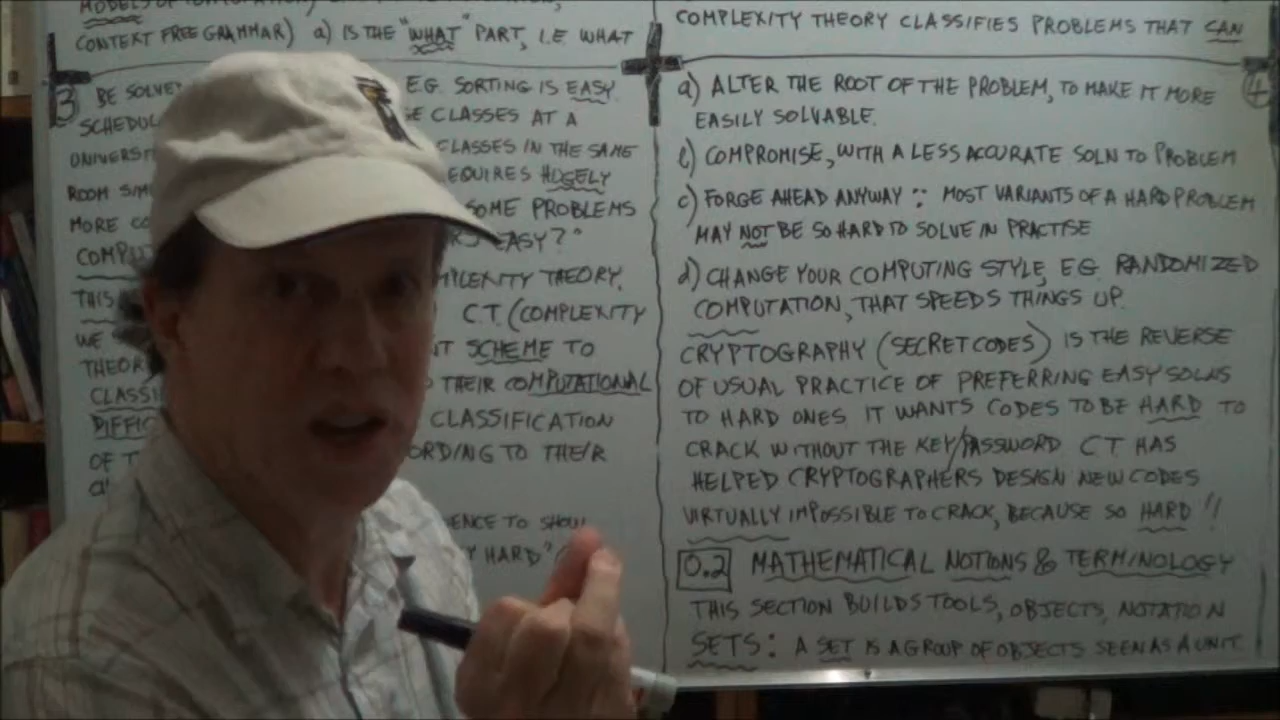 MODELS OF
CONTEXT FREE GRAMMAR) a) IS THE "WHAT" PART, I.E. WHAT
3 BE SOLVE E.G. SORTING IS EASY.
SCHEDUL CLASSES AT A
UNIVERSIT CLASSES IN THE SAME
ROOM SIM EQUIRES HUGELY
MORE CO SOME PROBLEMS
COMPUT EASY?"
THIS MPLEXITY THEORY.
WE C.T. (COMPLEXITY
THEOR NT SCHEME TO
CLASSI THEIR COMPUTATIONAL
DIFFIC CLASSIFICATION
OF T ORDING TO THEIR
a
ENCE TO SHOW
Y HARD"
COMPLEXITY THEORY CLASSIFIES PROBLEMS THAT CAN
4
a) ALTER THE ROOT OF THE PROBLEM, TO MAKE IT MORE
EASILY SOLVABLE.
b) COMPROMISE, WITH A LESS ACCURATE SOLN TO PROBLEM
c) FORGE AHEAD ANYWAY ∵ MOST VARIANTS OF A HARD PROBLEM
MAY NOT BE SO HARD TO SOLVE IN PRACTISE
d) CHANGE YOUR COMPUTING STYLE, E.G. RANDOMIZED
COMPUTATION, THAT SPEEDS THINGS UP.
CRYPTOGRAPHY (SECRET CODES) IS THE REVERSE
OF USUAL PRACTICE OF PREFERRING EASY SOLNS
TO HARD ONES. IT WANTS CODES TO BE HARD TO
CRACK WITHOUT THE KEY/PASSWORD C.T. HAS
HELPED CRYPTOGRAPHERS DESIGN NEW CODES
VIRTUALLY IMPOSSIBLE TO CRACK, BECAUSE SO HARD !!
0.2 MATHEMATICAL NOTIONS & TERMINOLOGY
THIS SECTION BUILDS TOOLS, OBJECTS, NOTATION
SETS: A SET IS A GROUP OF OBJECTS SEEN AS A UNIT.